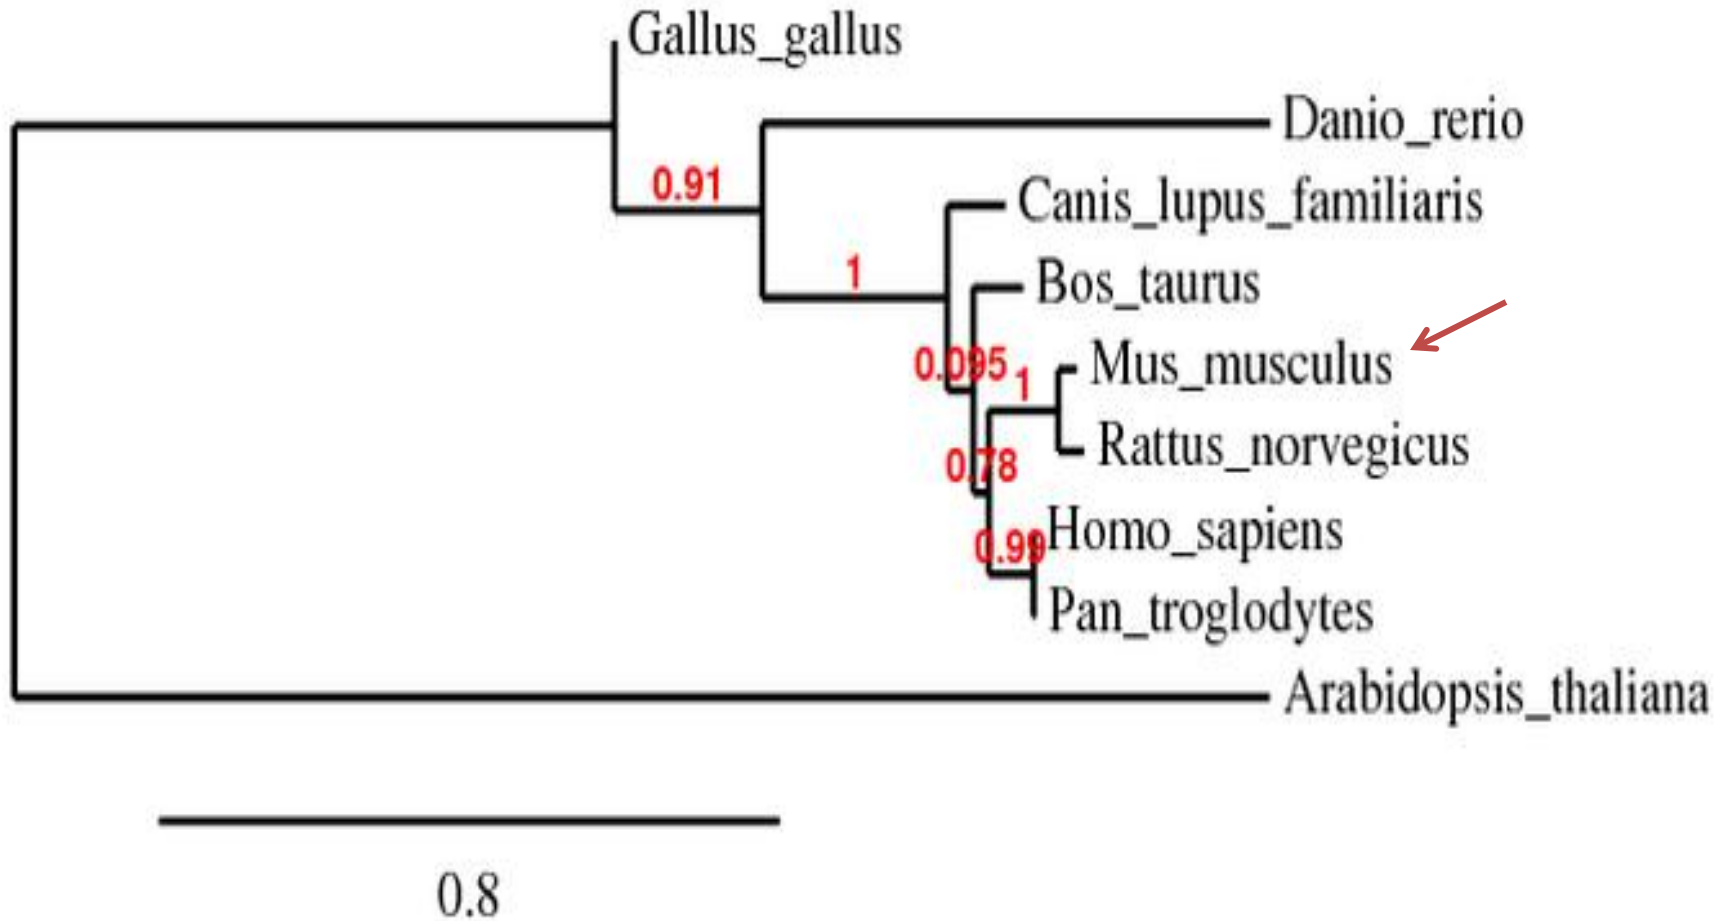 Gallus_gallus
Danio_rerio
0.91
Canis_lupus_familiaris
1
Bos_taurus
0.095
1
Mus_musculus
Rattus_norvegicus
0.78
Homo_sapiens
0.99
Pan_troglodytes
Arabidopsis_thaliana
0.8